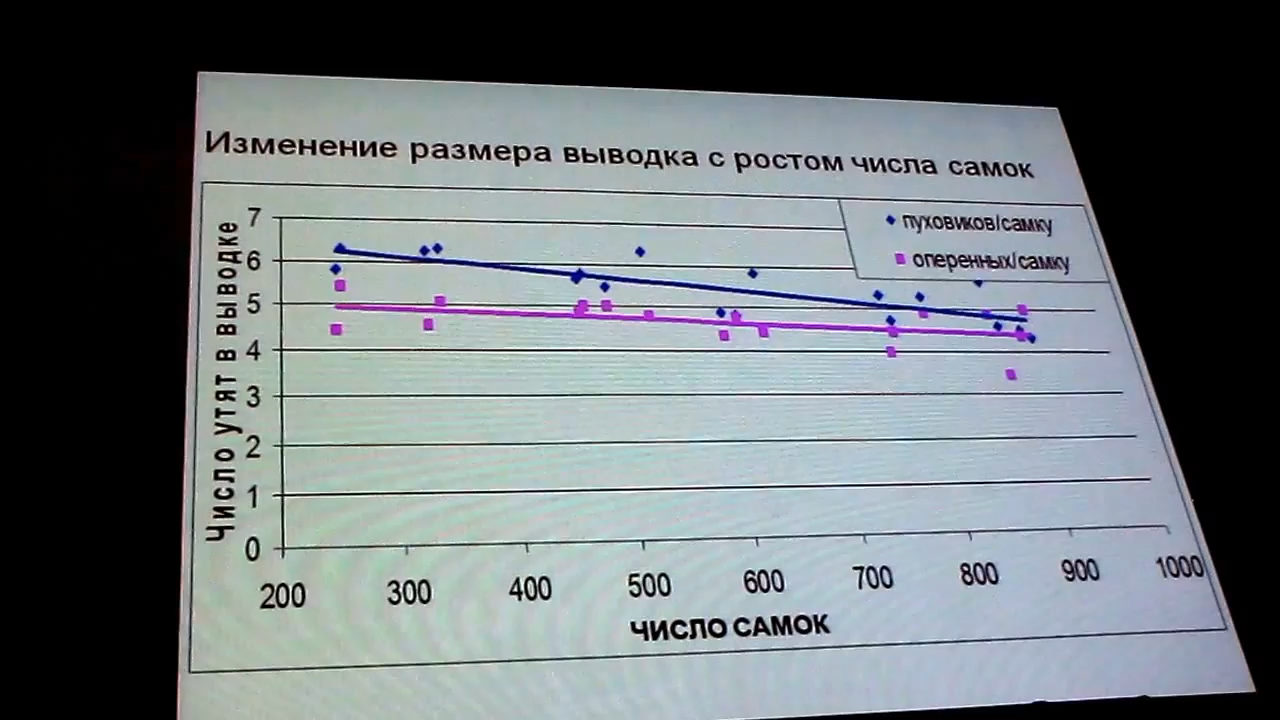 Изменение размера выводка с ростом числа самок
пуховиков/самку
оперенных/самку
Число утят в выводке
7
6
5
4
3
2
1
0
200 300 400 500 600 700 800 900 1000
ЧИСЛО САМОК